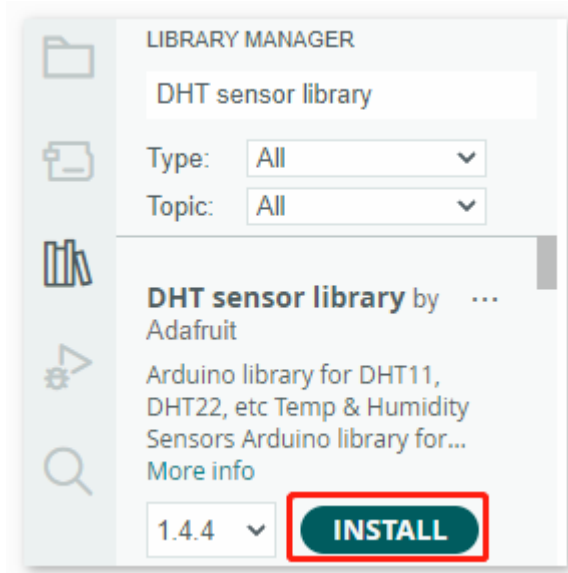 LIBRARY MANAGER
DHT sensor library
Type: All
Topic: All
DHT sensor library by ...
Adafruit
Arduino library for DHT11,
DHT22, etc Temp & Humidity
Sensors Arduino library for...
More info
1.4.4 INSTALL